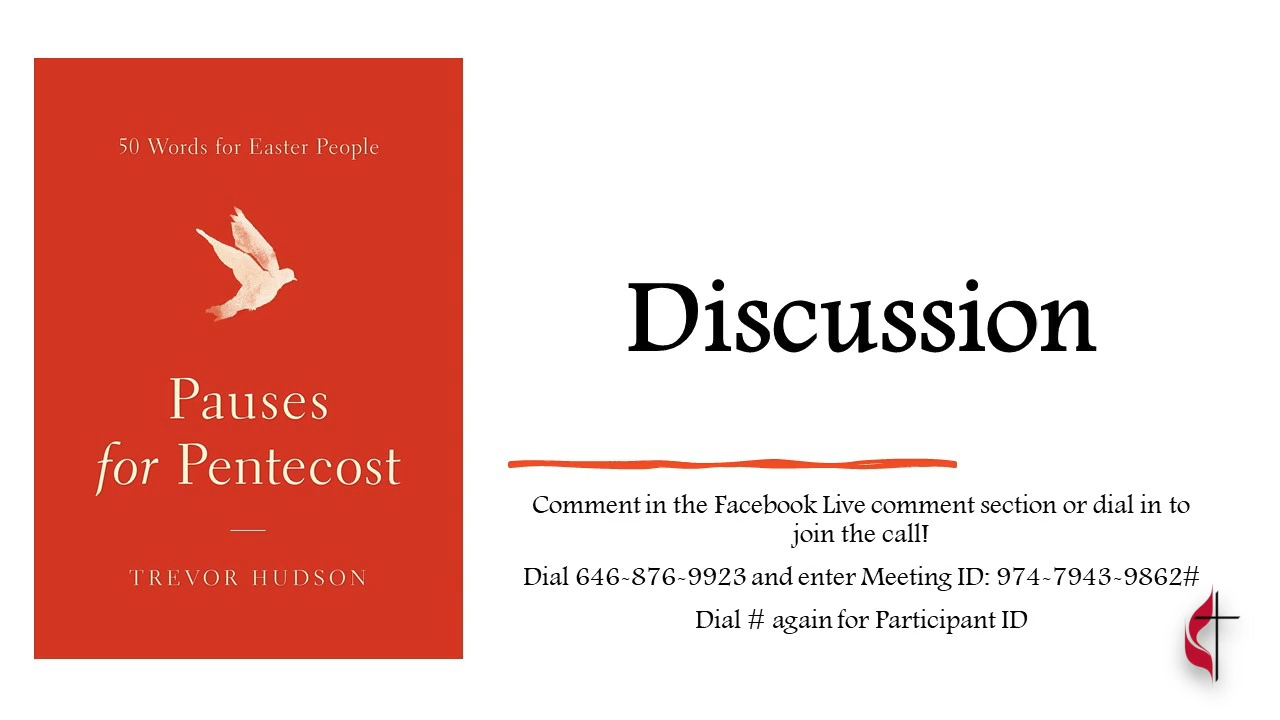 50 Words for Easter People
Pauses
for Pentecost
TREVOR HUDSON
Discussion
Comment in the Facebook Live comment section or dial in to
join the call!
Dial 646-876-9923 and enter Meeting ID: 974-7943-9862#
Dial # again for Participant ID